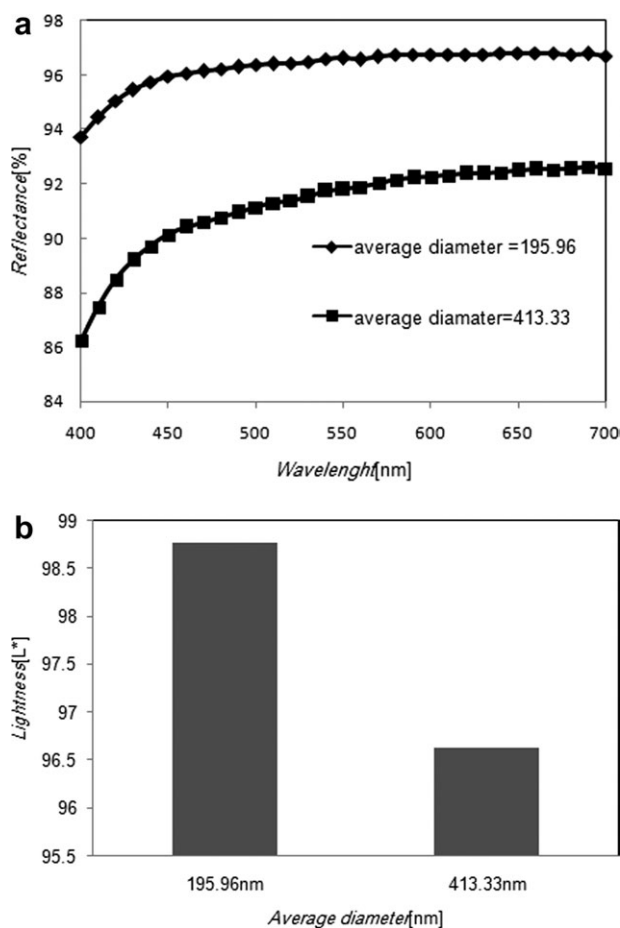 a
98
96
94
92
90
88
86
84
Reflectance[%]
average diameter =195.96
average diamater=413.33
400 450 500 550 600 650 700
Wavelenght[nm]
b
99
98.5
98
97.5
97
96.5
96
95.5
Lightness[L*]
195.96nm 413.33nm
Average diameter[nm]